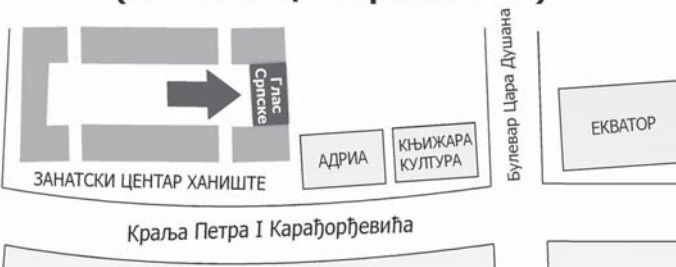 Глас
Српске
АДРИА
КЊИЖАРА
КУЛТУРА
Булевар Цара Душана
ЕКВАТОР
ЗАНАТСКИ ЦЕНТАР ХАНИШТЕ
Краља Петра I Карађорђевића